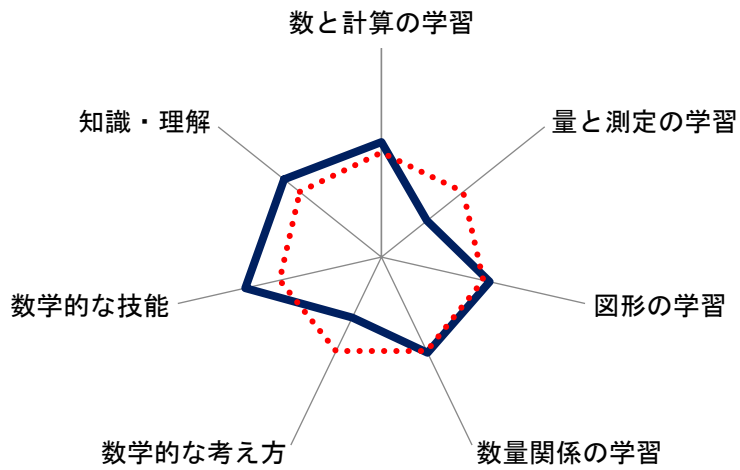 数と計算の学習
知識・理解
量と測定の学習
数学的な技能
図形の学習
数学的な考え方
数量関係の学習